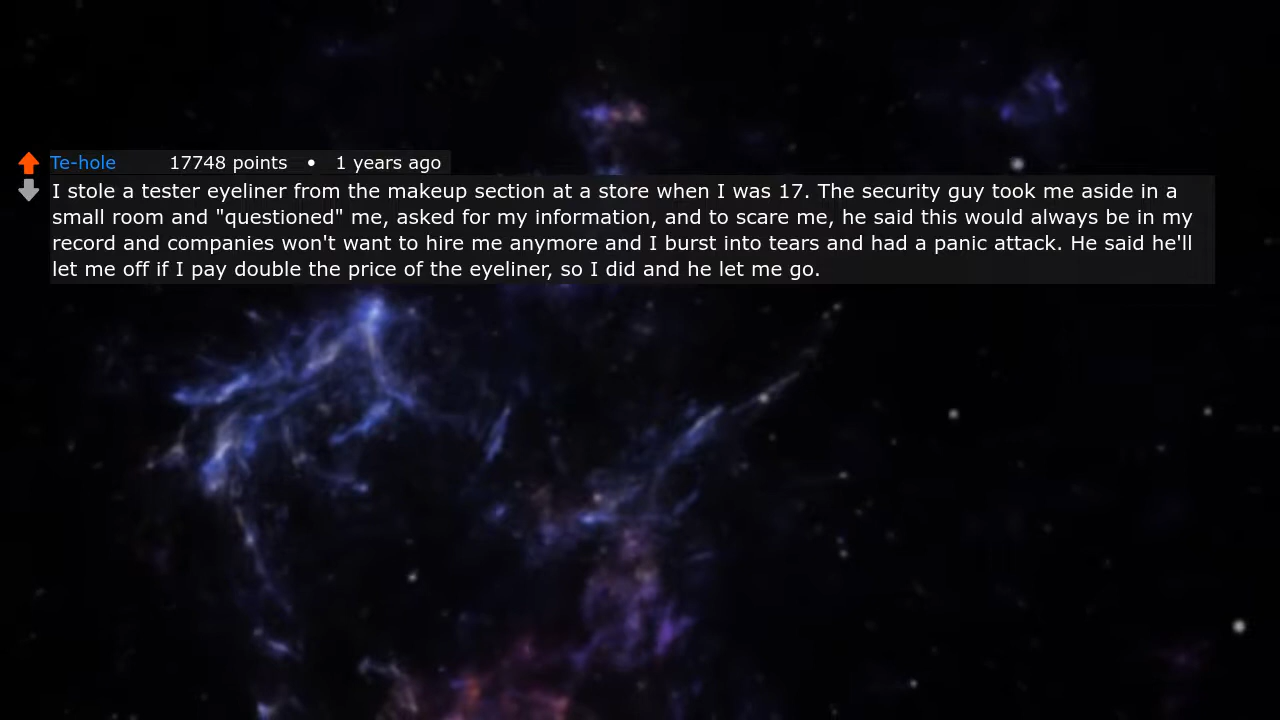 Te-hole 17748 points • 1 years ago
I stole a tester eyeliner from the makeup section at a store when I was 17. The security guy took me aside in a
small room and "questioned" me, asked for my information, and to scare me, he said this would always be in my
record and companies won't want to hire me anymore and I burst into tears and had a panic attack. He said he'll
let me off if I pay double the price of the eyeliner, so I did and he let me go.